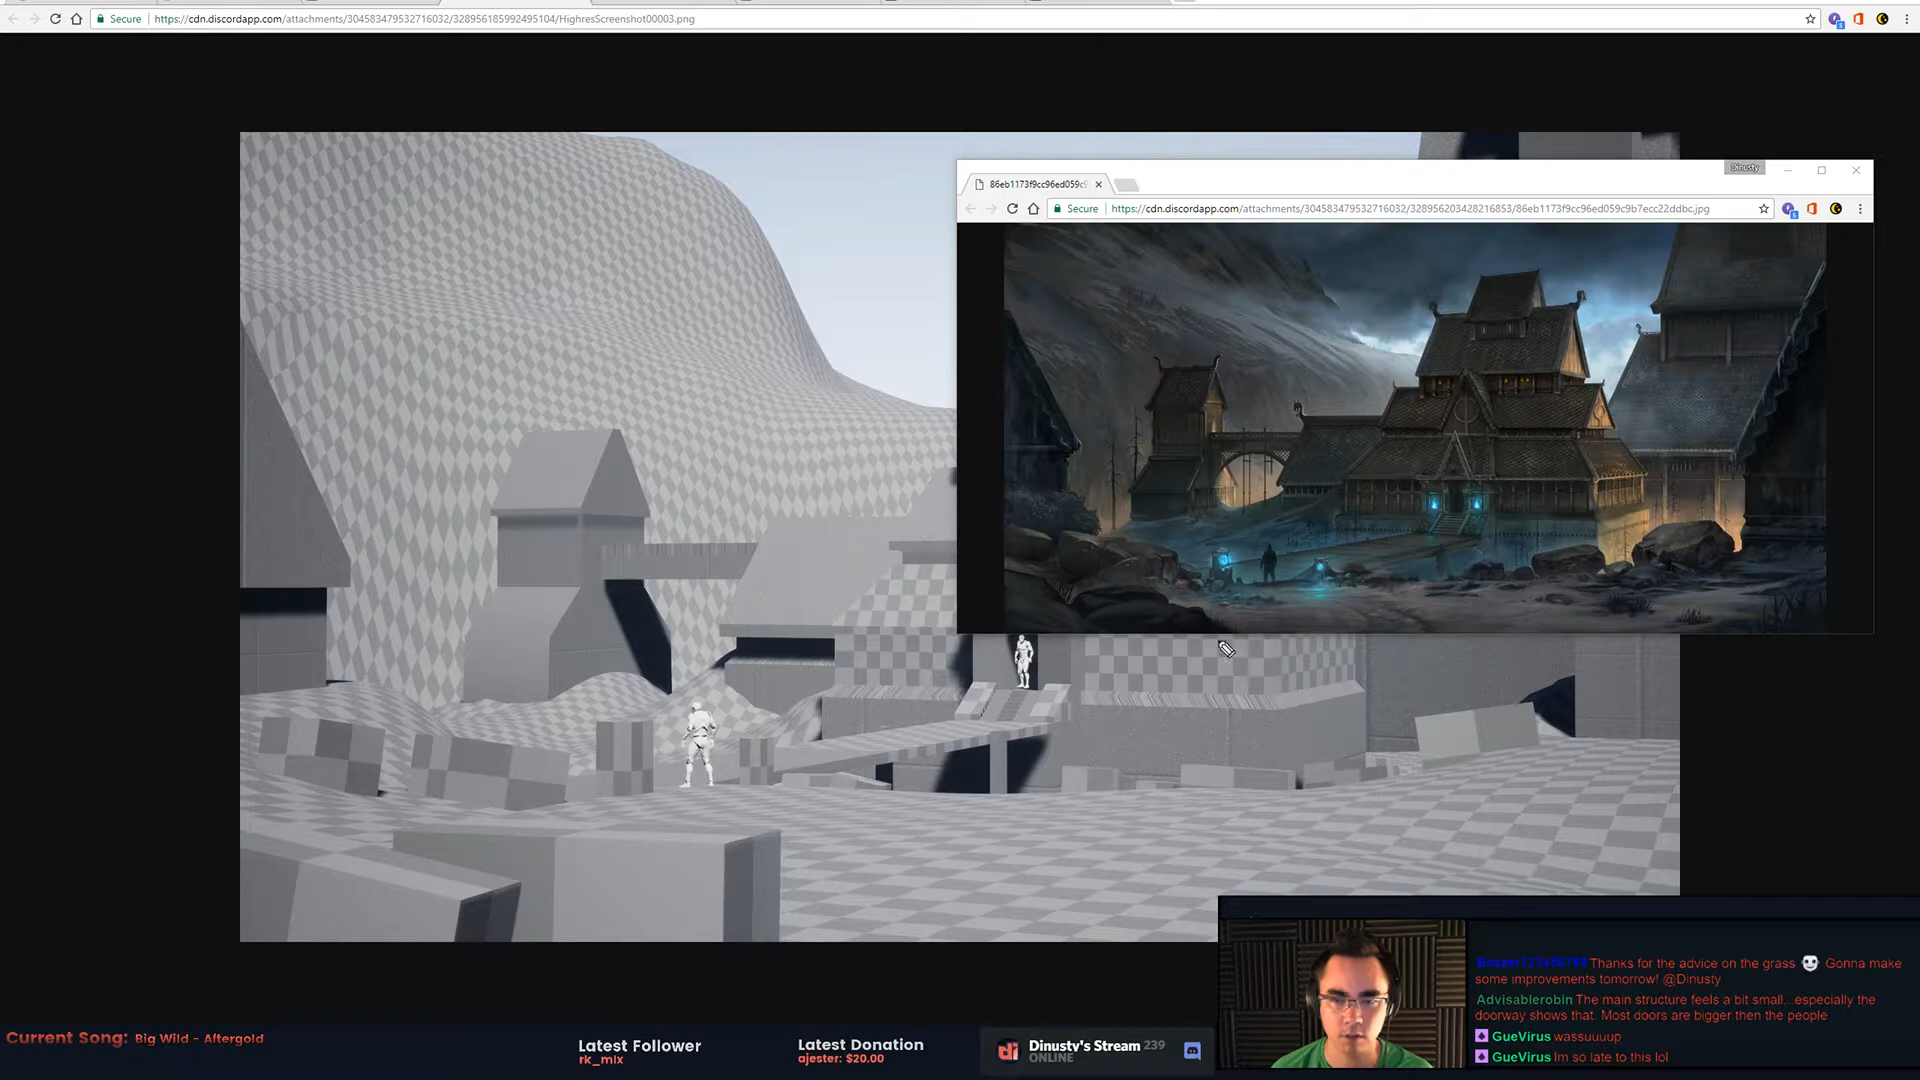 Secure https://cdn.discordapp.com/attachments/304583479532716032/328956185992495104/HighresScreenshot00003.png
Dinusty
86eb1173f9cc96ed059c9
Secure https://cdn.discordapp.com/attachments/304583479532716032/328956203428216853/86eb1173f9cc96ed059c9b7ecc22ddbc.jpg
Bozzer123456789 Thanks for the advice on the grass Gonna make
some improvements tomorrow! @Dinusty
Advisablerobin The main structure feels a bit small...especially the
doorway shows that. Most doors are bigger then the people
GueVirus wassuuuup
GueVirus Im so late to this lol
Current Song: Big Wild - Aftergold
Latest Follower
rk_mlx
Latest Donation
ajester: $20.00
Dinusty's Stream 239
ONLINE